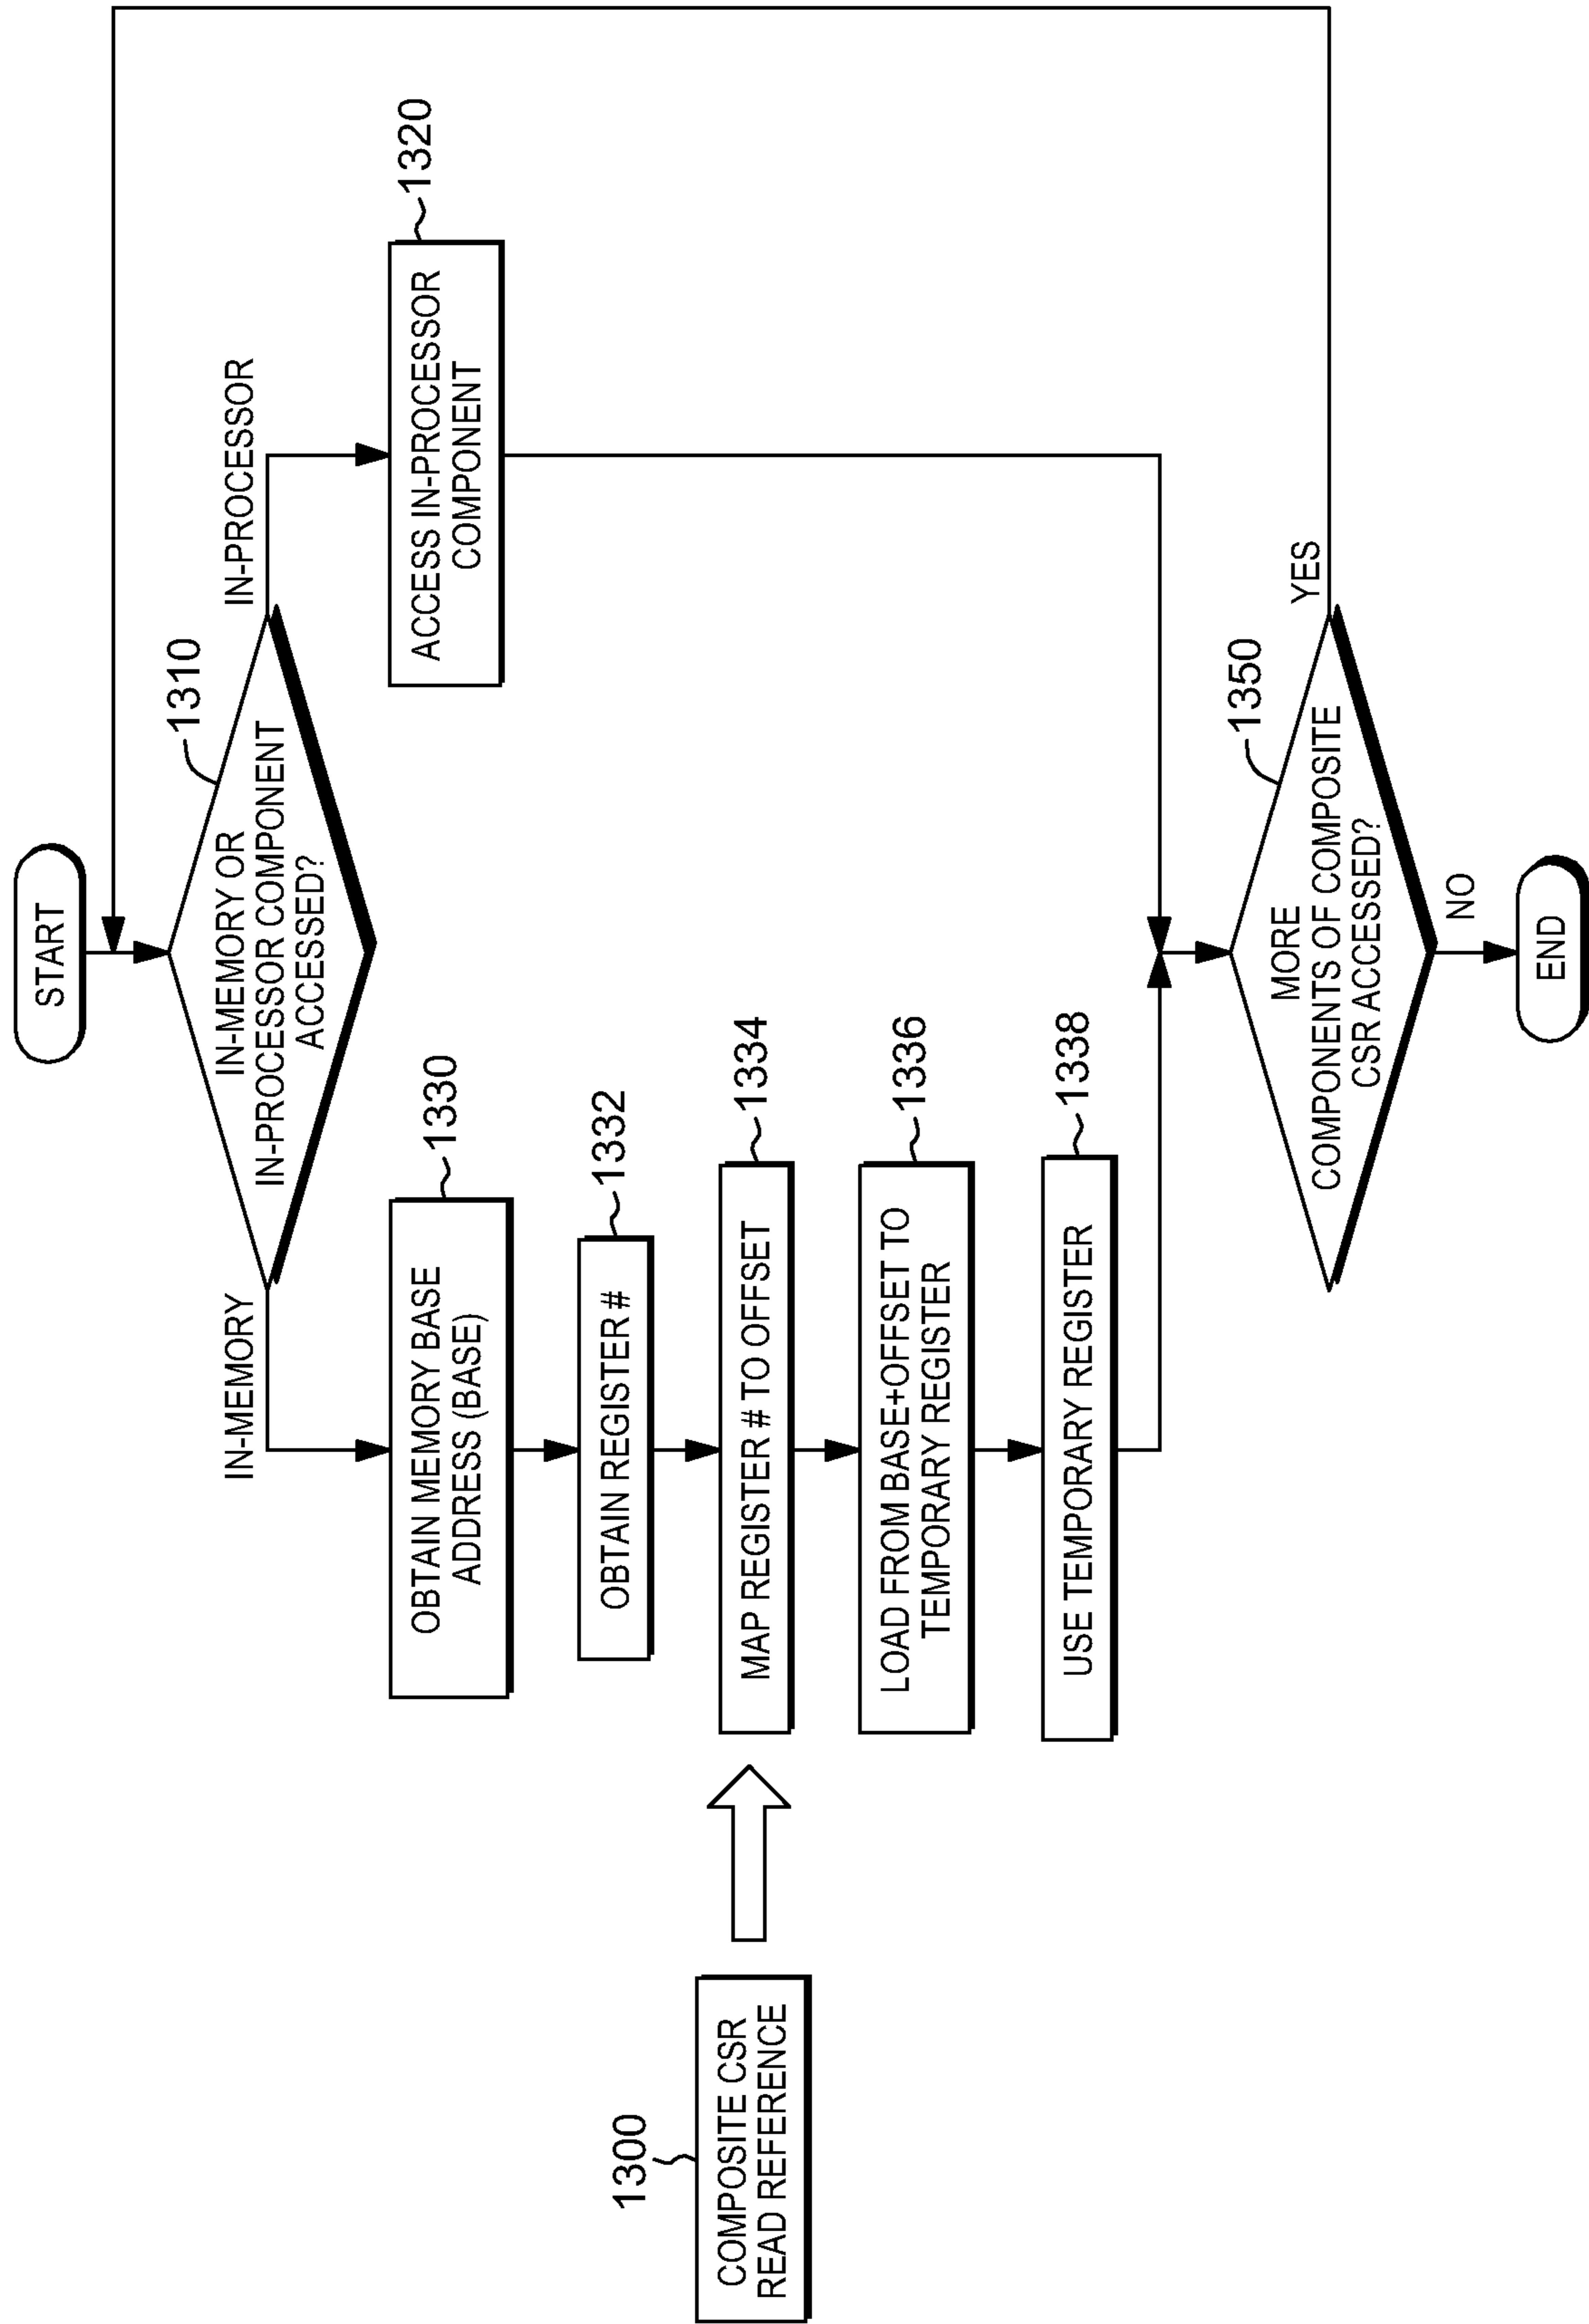 START
IN-MEMORY OR
IN-PROCESSOR COMPONENT
ACCESSED?
1310
IN-MEMORY
IN-PROCESSOR
OBTAIN MEMORY BASE
ADDRESS (BASE)
1330
ACCESS IN-PROCESSOR
COMPONENT
1320
OBTAIN REGISTER #
1332
1300
COMPOSITE CSR
READ REFERENCE
MAP REGISTER # TO OFFSET
1334
LOAD FROM BASE+OFFSET TO
TEMPORARY REGISTER
1336
USE TEMPORARY REGISTER
1338
MORE
COMPONENTS OF COMPOSITE
CSR ACCESSED?
1350
YES
NO
END